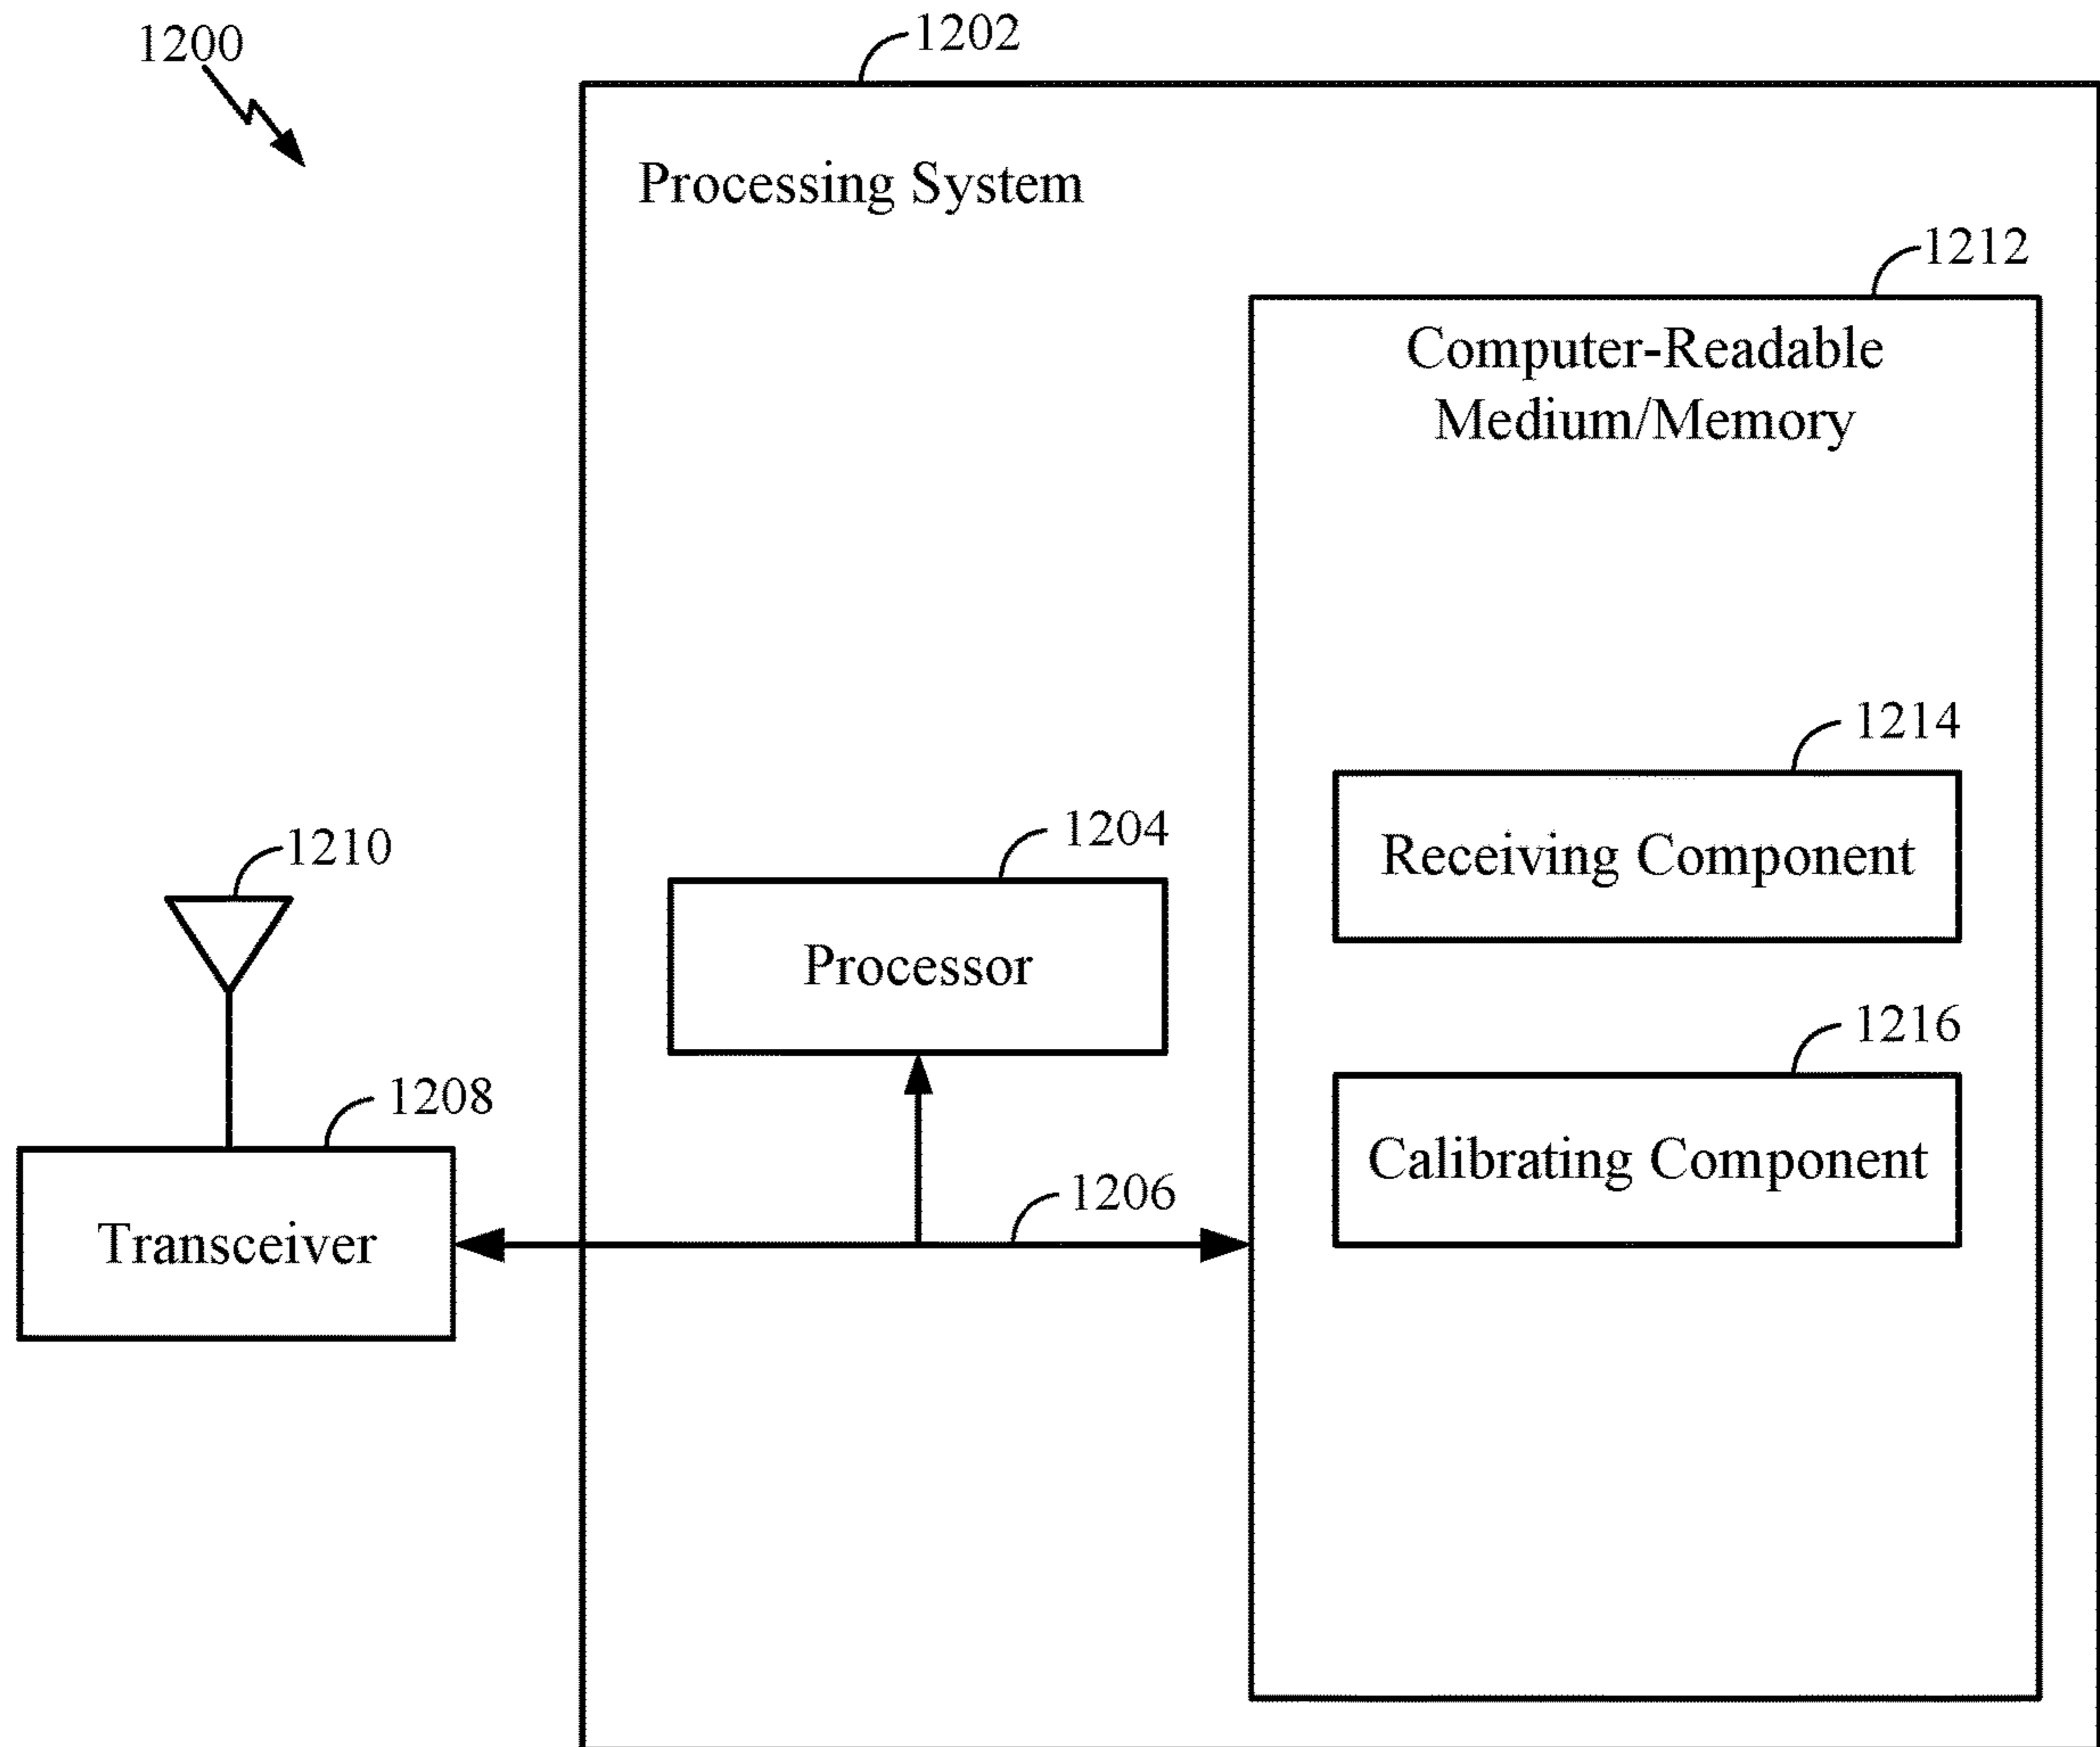 1200
1202
Processing System
1212
Computer-Readable
Medium/Memory
1214
Receiving Component
1204
Processor
1210
1216
Calibrating Component
1208
Transceiver
1206